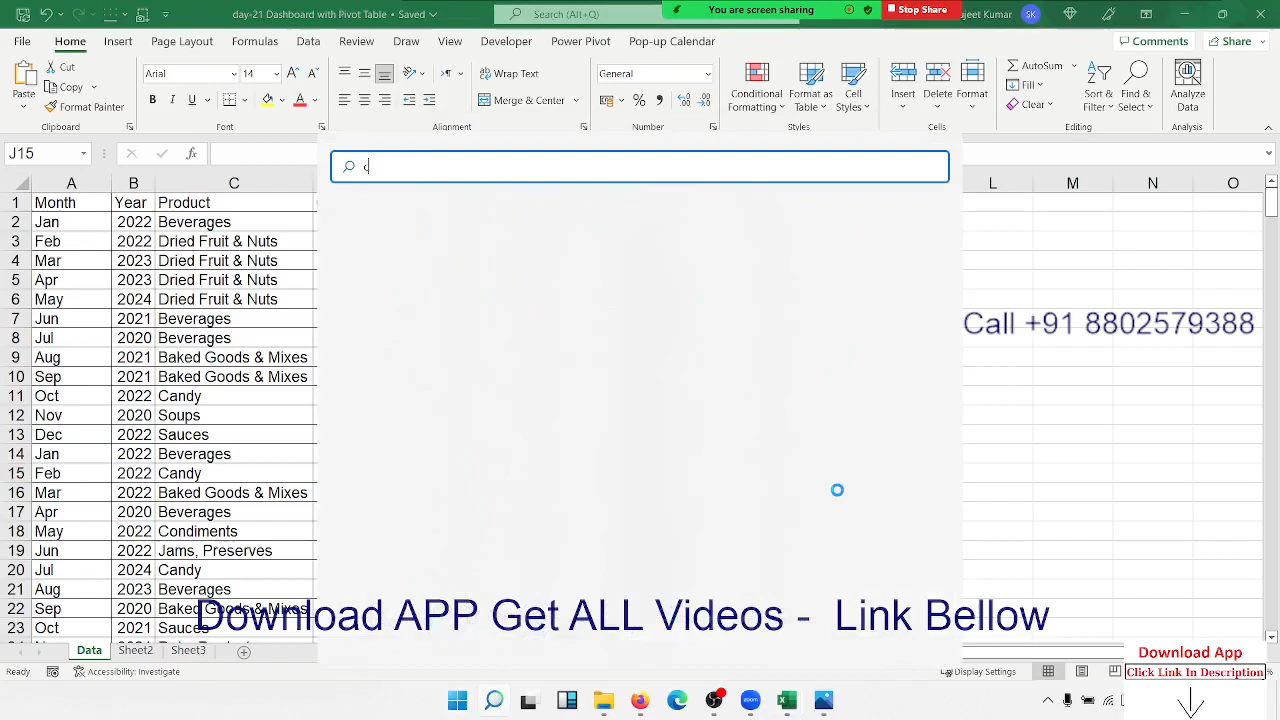 day-21 Dashboard with Pivot Table • Saved
Search (Alt+Q)
You are screen sharing
Stop Share
jeet Kumar
SK
File Home Insert Page Layout Formulas Data Review View Developer Power Pivot Pop-up Calendar
Comments
Share
Paste
Cut
Copy
Format Painter
Arial
14
B I U
Wrap Text
Merge & Center
General
Conditional Formatting
Format as Table
Cell Styles
Insert
Delete
Format
AutoSum
Fill
Clear
Sort & Filter
Find & Select
Analyze Data
Clipboard Font Alignment Number Styles Cells Editing Analysis
J15
fx
c
A B C L M N O
1 Month Year Product
2 Jan 2022 Beverages
3 Feb 2022 Dried Fruit & Nuts
4 Mar 2023 Dried Fruit & Nuts
5 Apr 2023 Dried Fruit & Nuts
6 May 2024 Dried Fruit & Nuts
7 Jun 2021 Beverages
8 Jul 2020 Beverages
9 Aug 2021 Baked Goods & Mixes
10 Sep 2021 Baked Goods & Mixes
11 Oct 2022 Candy
12 Nov 2020 Soups
13 Dec 2022 Sauces
14 Jan 2022 Beverages
15 Feb 2022 Candy
16 Mar 2022 Baked Goods & Mixes
17 Apr 2020 Beverages
18 May 2022 Condiments
19 Jun 2022 Jams, Preserves
20 Jul 2024 Candy
21 Aug 2023 Beverages
22 Sep 2020 Baked Goods & Mixes
23 Oct 2021 Sauces
Call +91 8802579388
Download APP Get ALL Videos - Link Bellow
Data Sheet2 Sheet3
Ready
Accessibility: Investigate
Display Settings
Download App
Click Link In Description
zoom